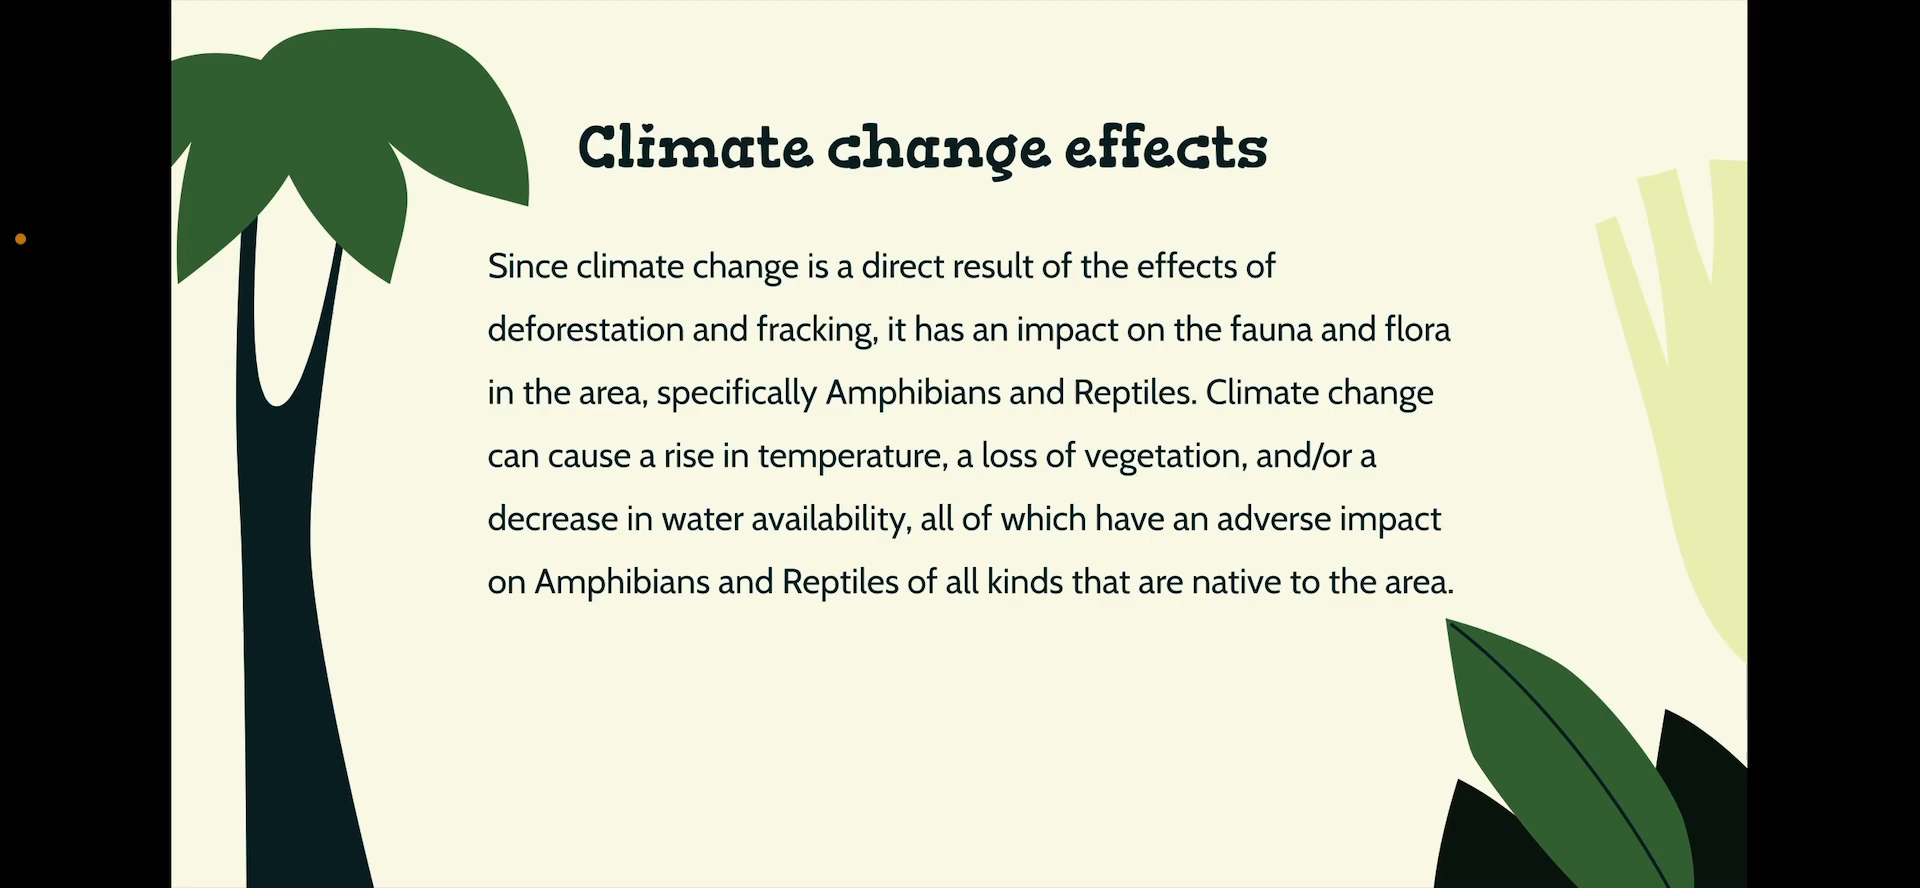 Climate change effects
Since climate change is a direct result of the effects of
deforestation and fracking, it has an impact on the fauna and flora
in the area, specifically Amphibians and Reptiles. Climate change
can cause a rise in temperature, a loss of vegetation, and/or a
decrease in water availability, all of which have an adverse impact
on Amphibians and Reptiles of all kinds that are native to the area.